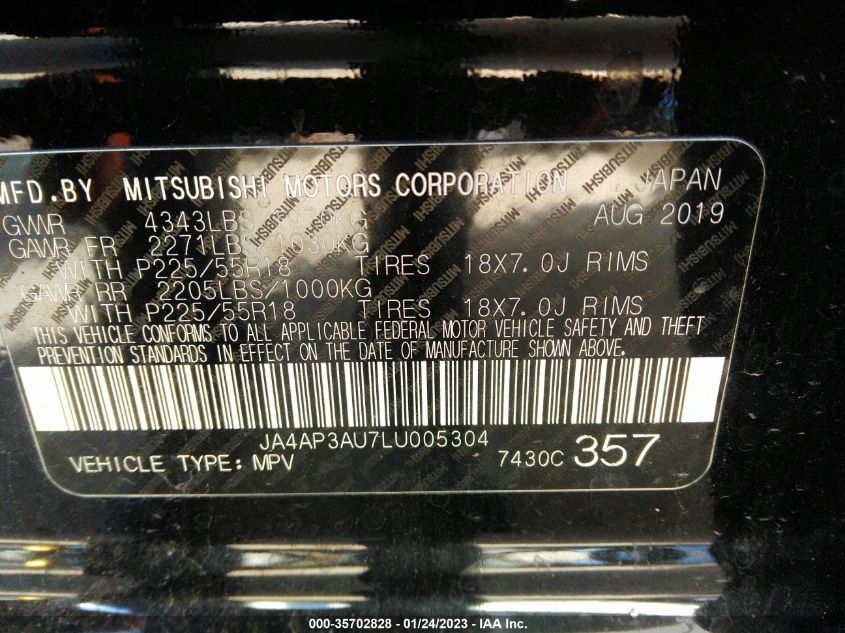 MFD. BY MITSUBISHI MOTORS CORPORATION JAPAN
GVWR 4343LBS/1970KG AUG 2019
GAWR FR 2271LBS/1030KG
WITH P225/55R18 TIRES 18X7.0J RIMS
GAWR RR 2205LBS/1000KG
WITH P225/55R18 TIRES 18X7.0J RIMS
THIS VEHICLE CONFORMS TO ALL APPLICABLE FEDERAL MOTOR VEHICLE SAFETY AND THEFT
PREVENTION STANDARDS IN EFFECT ON THE DATE OF MANUFACTURE SHOWN ABOVE.
JA4AP3AU7LU005304
VEHICLE TYPE: MPV 7430C 357
000-35702828 - 01/24/2023 - IAA Inc.